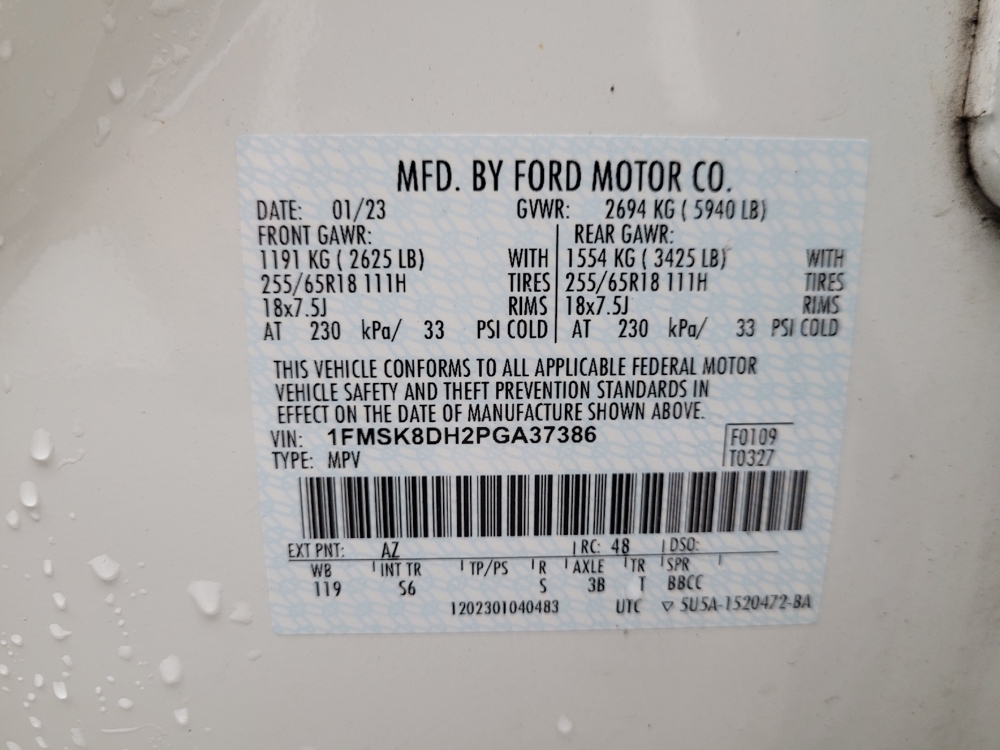 MFD. BY FORD MOTOR CO.
DATE: 01/23 GVWR: 2694 KG ( 5940 LB)
FRONT GAWR: REAR GAWR:
1191 KG ( 2625 LB) WITH 1554 KG ( 3425 LB) WITH
255/65R18 111H TIRES 255/65R18 111H TIRES
18x7.5J RIMS 18x7.5J RIMS
AT 230 kPa/ 33 PSI COLD AT 230 kPa/ 33 PSI COLD
THIS VEHICLE CONFORMS TO ALL APPLICABLE FEDERAL MOTOR
VEHICLE SAFETY AND THEFT PREVENTION STANDARDS IN
EFFECT ON THE DATE OF MANUFACTURE SHOWN ABOVE.
VIN: 1FMSK8DH2PGA37386 F0109
TYPE: MPV T0327
EXT PNT: AZ RC: 48 DSO:
WB INT TR TP/PS R AXLE TR SPR
119 S6 S 3B T BBCC
1202301040483 UTC ▽ 5U5A-1520472-BA